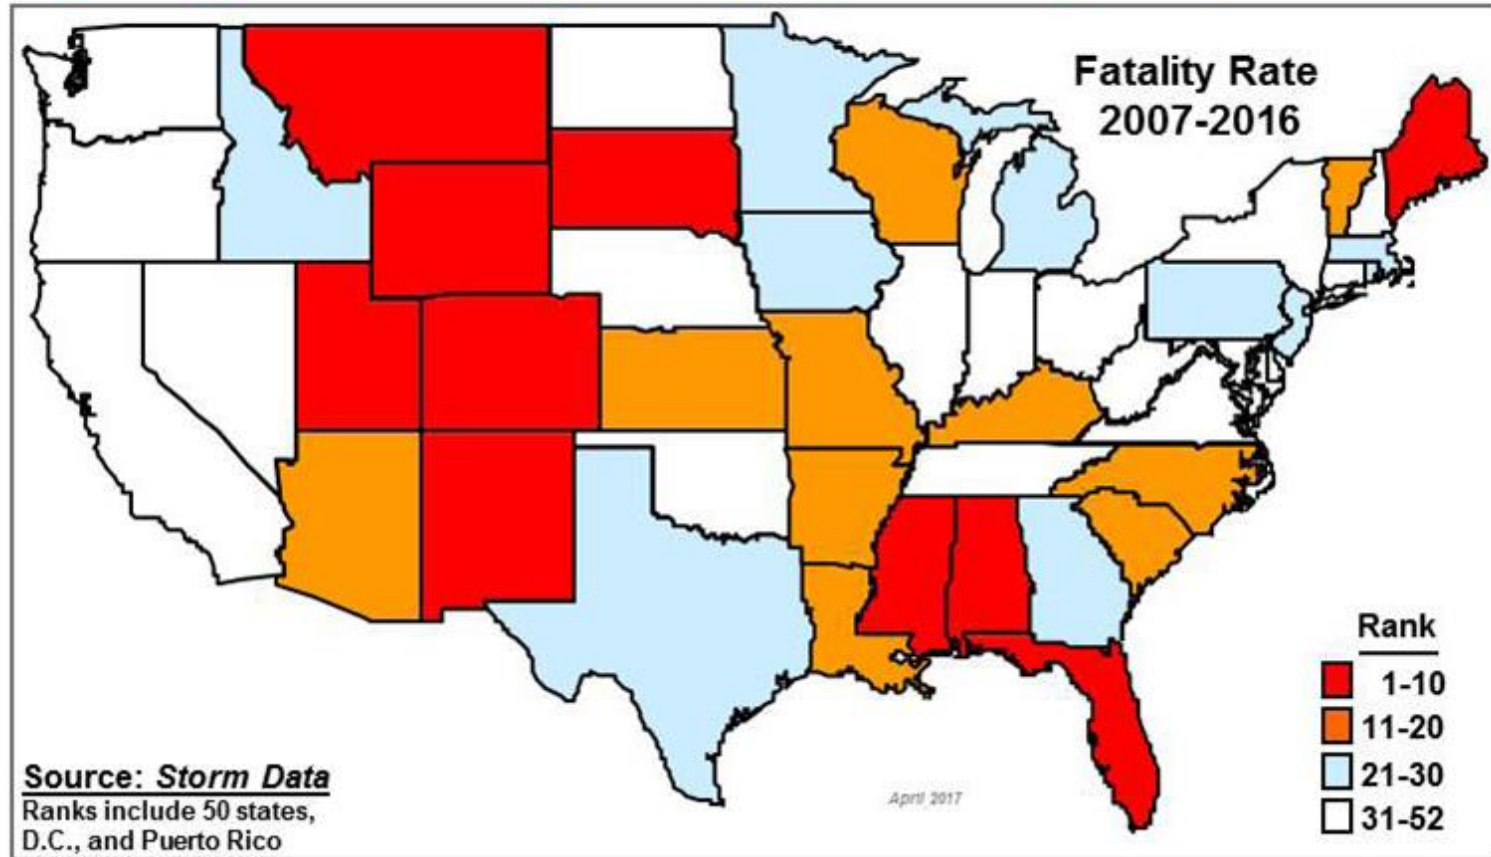 Fatality Rate
2007-2016
Rank
1-10
11-20
21-30
31-52
Source: Storm Data
Ranks include 50 states,
D.C., and Puerto Rico
April 2017